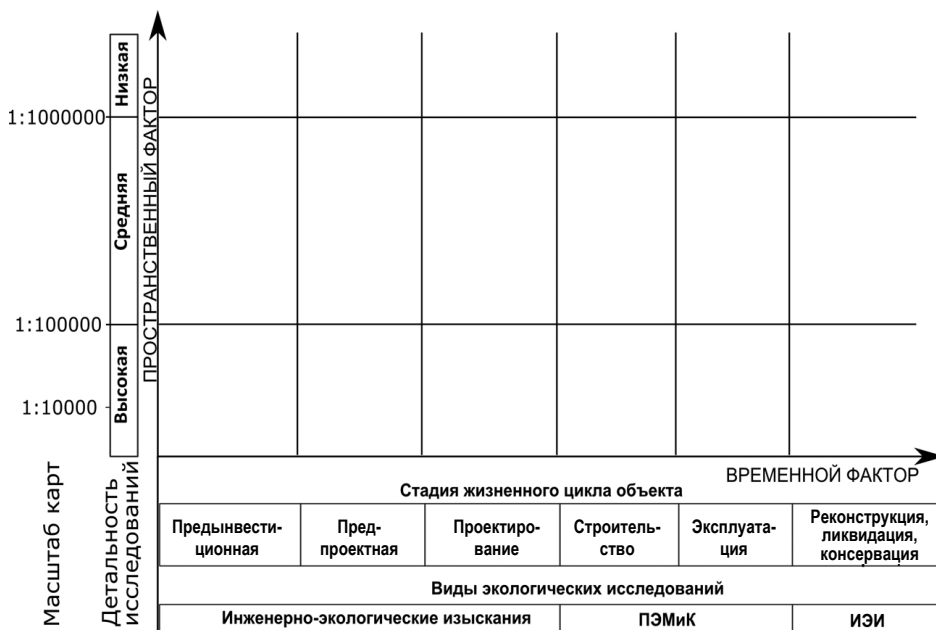 Низкая
1:1000000
Средняя
ПРОСТРАНСТВЕННЫЙ ФАКТОР
1:100000
Высокая
1:10000
Масштаб карт
Детальность
исследований
ВРЕМЕННОЙ ФАКТОР
Стадия жизненного цикла объекта
Предынвести-
ционная
Пред-
проектная
Проектиро-
вание
Строитель-
ство
Эксплуата-
ция
Реконструкция,
ликвидация,
консервация
Виды экологических исследований
Инженерно-экологические изыскания
ПЭМиК
ИЭИ